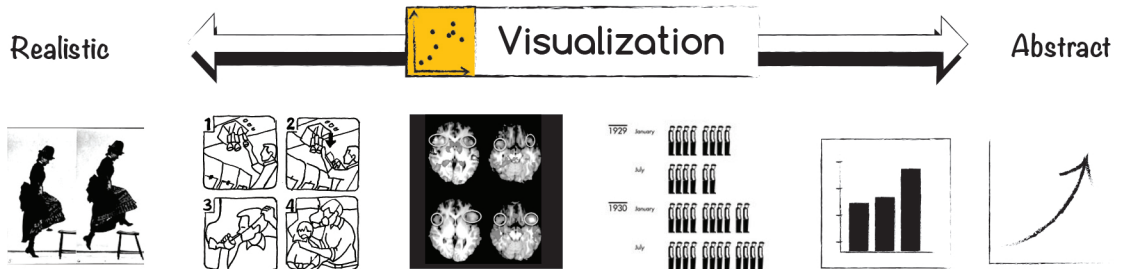 Realistic
Visualization
Abstract
1
2
3
4
1929 January
July
1930 January
July